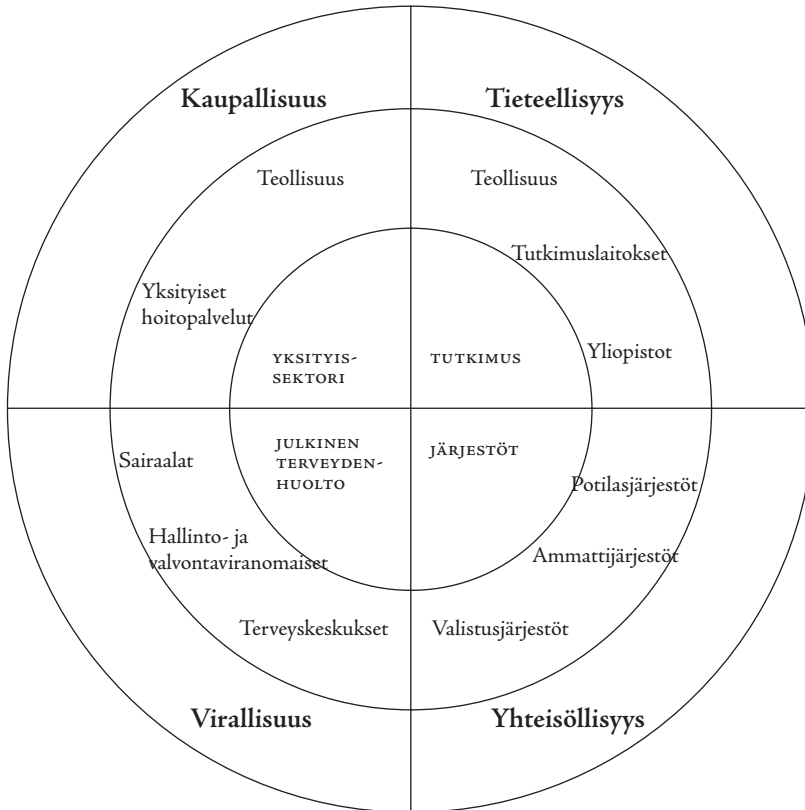 Kaupallisuus
Tieteellisyys
Teollisuus
Teollisuus
Tutkimuslaitokset
Yksityiset
hoitopalvelut
Yliopistot
YKSITYIS-
SEKTORI
TUTKIMUS
JULKINEN
TERVEYDEN-
HUOLTO
JÄRJESTÖT
Sairaalat
Potilasjärjestöt
Hallinto- ja
valvontaviranomaiset
Ammattijärjestöt
Terveyskeskukset
Valistusjärjestöt
Virallisuus
Yhteisöllisyys